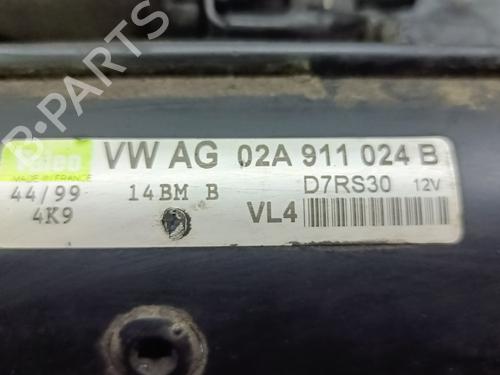 Valeo VW AG 02A 911 024 B
MADE IN FRANCE
44/99 14BM B D7RS30 12V
4K9 VL4
B-PARTS